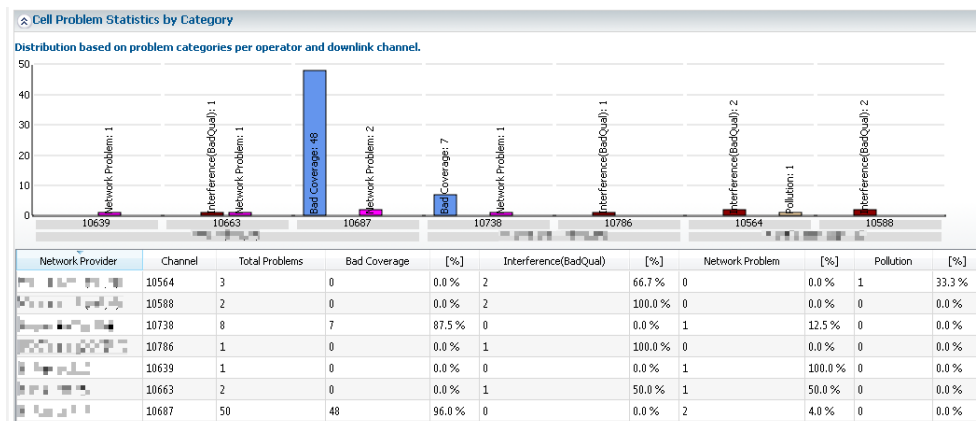 Cell Problem Statistics by Category
Distribution based on problem categories per operator and downlink channel.
50
40
30
20
10
0
Network Problem: 1
Interference(BadQual): 1
Network Problem: 1
Bad Coverage: 48
Network Problem: 2
Bad Coverage: 7
Network Problem: 1
Interference(BadQual): 1
Interference(BadQual): 2
Pollution: 1
Interference(BadQual): 2
10639 10663 10687 10738 10786 10564 10588
Network Provider Channel Total Problems Bad Coverage [%] Interference(BadQual) [%] Network Problem [%] Pollution [%]
10564 3 0 0.0 % 2 66.7 % 0 0.0 % 1 33.3 %
10588 2 0 0.0 % 2 100.0 % 0 0.0 % 0 0.0 %
10738 8 7 87.5 % 0 0.0 % 1 12.5 % 0 0.0 %
10786 1 0 0.0 % 1 100.0 % 0 0.0 % 0 0.0 %
10639 1 0 0.0 % 0 0.0 % 1 100.0 % 0 0.0 %
10663 2 0 0.0 % 1 50.0 % 1 50.0 % 0 0.0 %
10687 50 48 96.0 % 0 0.0 % 2 4.0 % 0 0.0 %